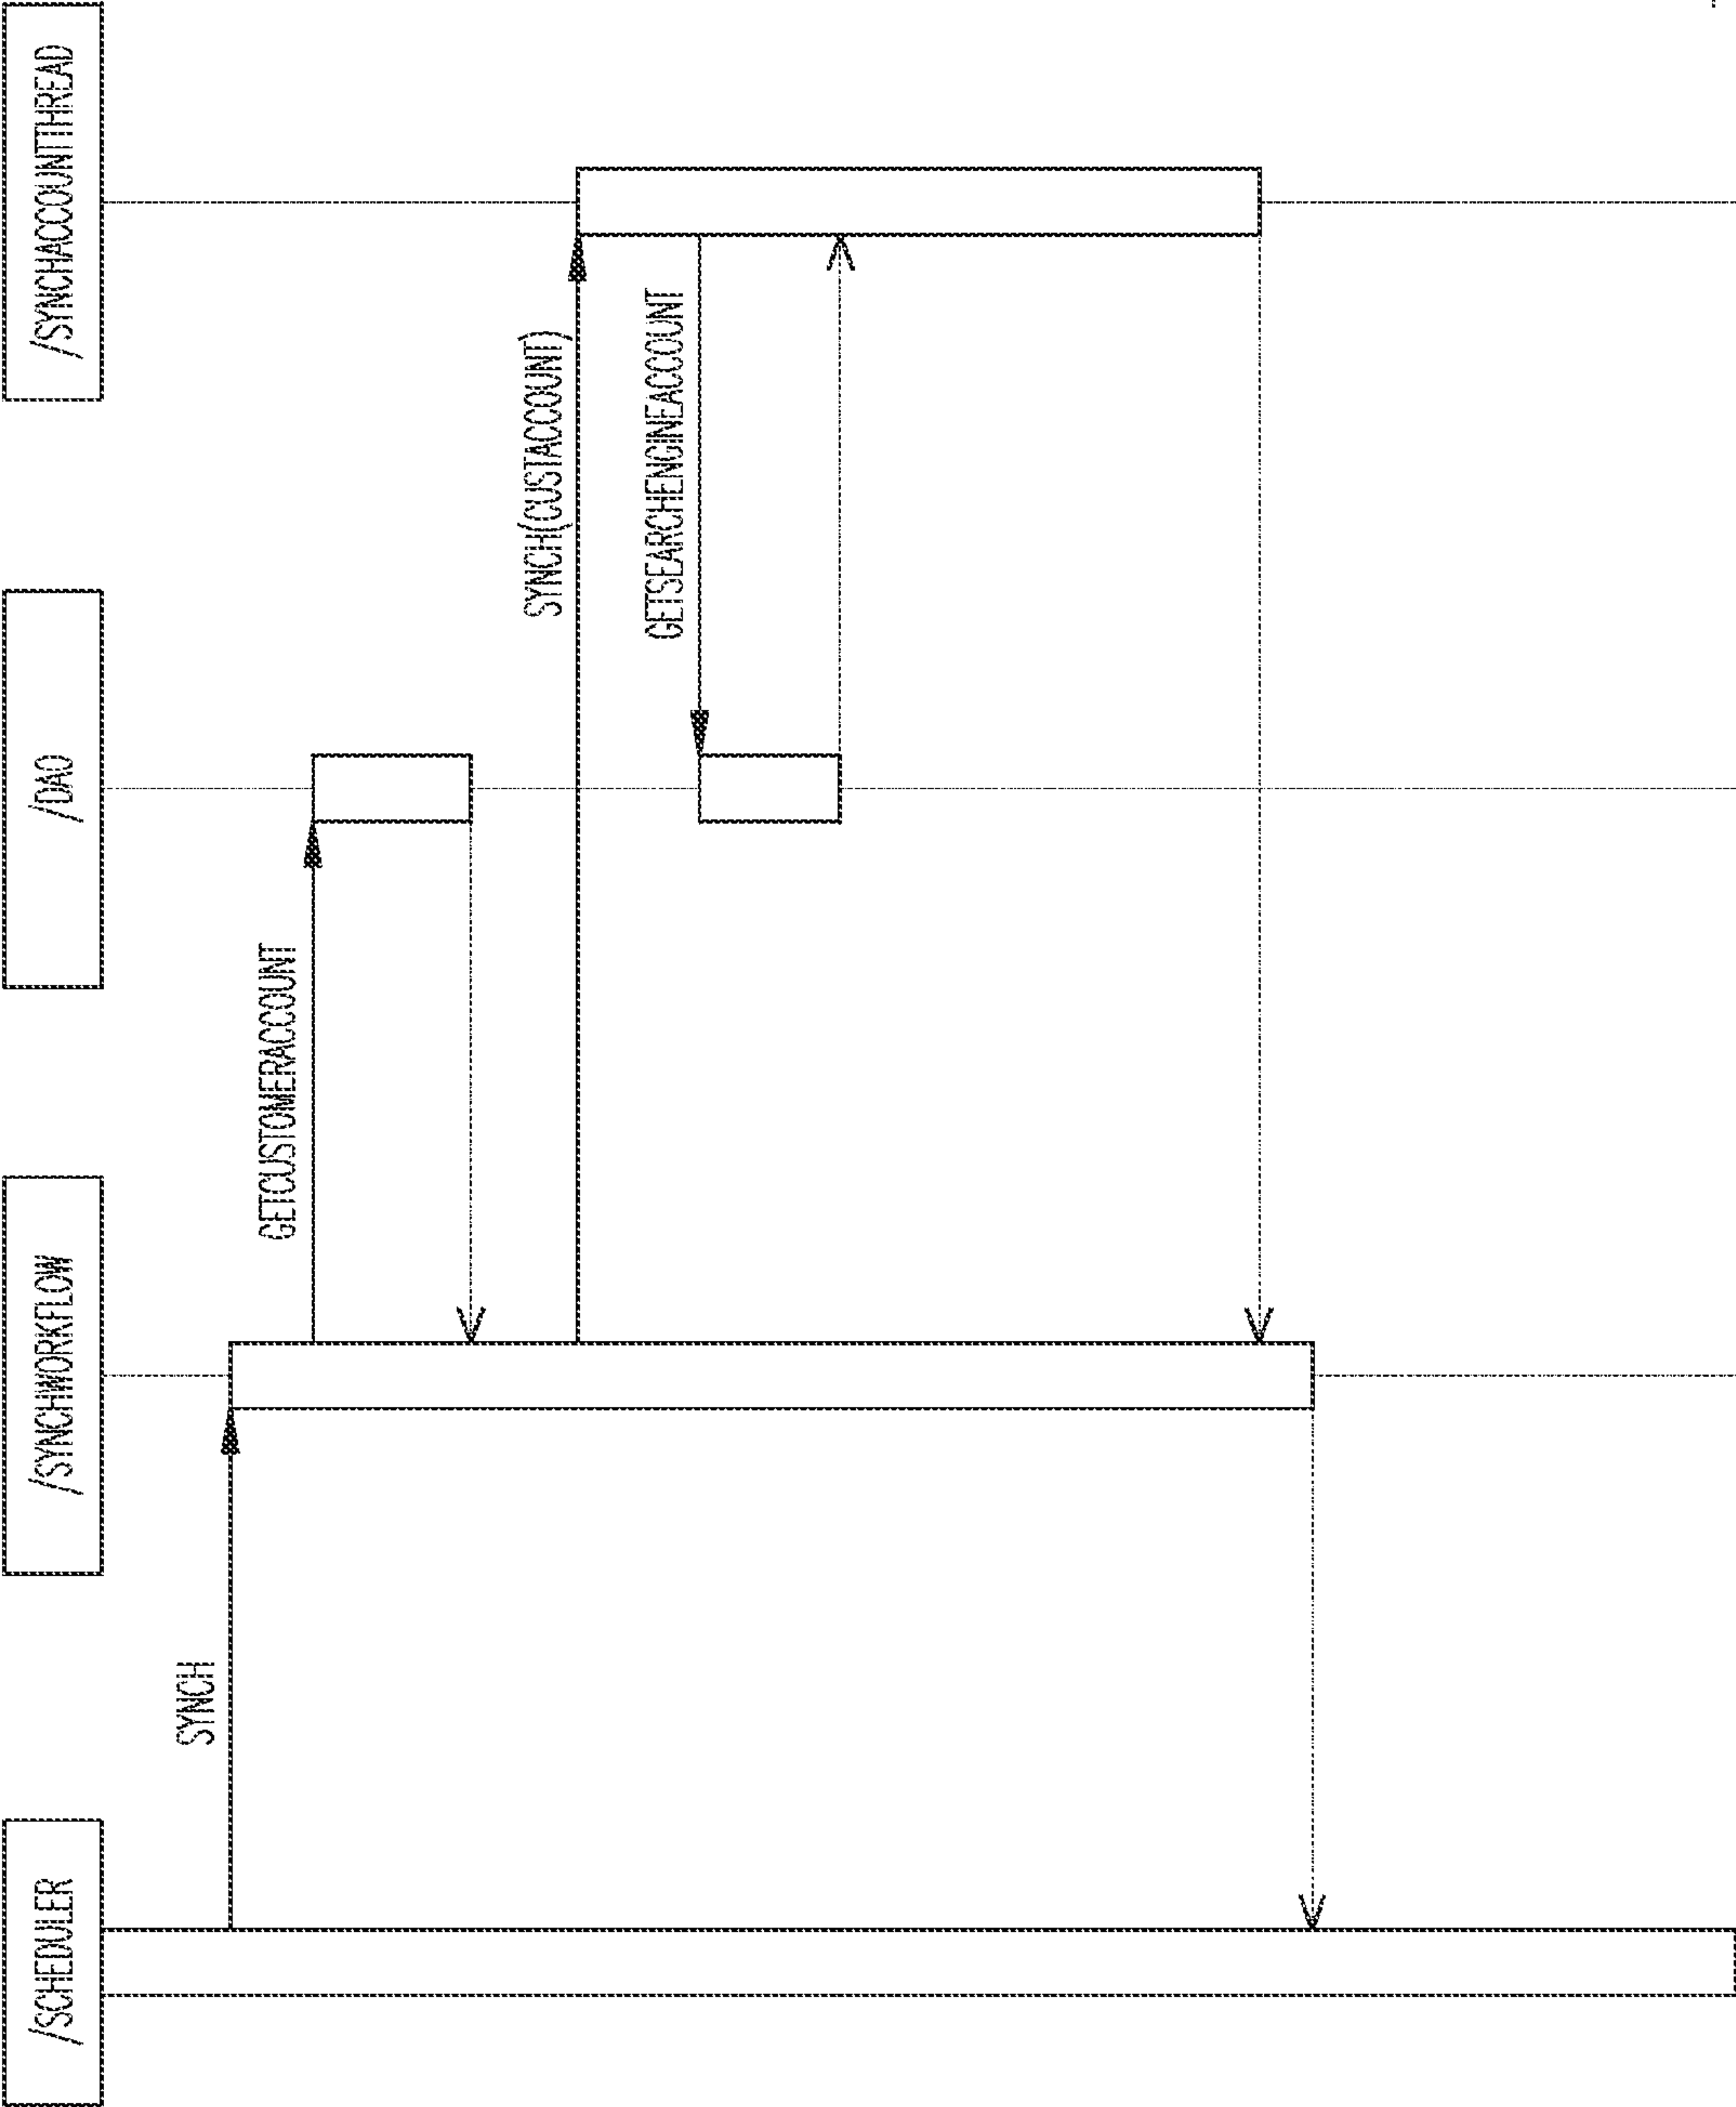 /SCHEDULER
/SYNCHWORKFLOW
/DAO
/SYNCHACCOUNTTHREAD
SYNCH
GETCUSTOMERACCOUNT
SYNCH(CUSTACCOUNT)
GETSEARCHENGINEACCOUNT